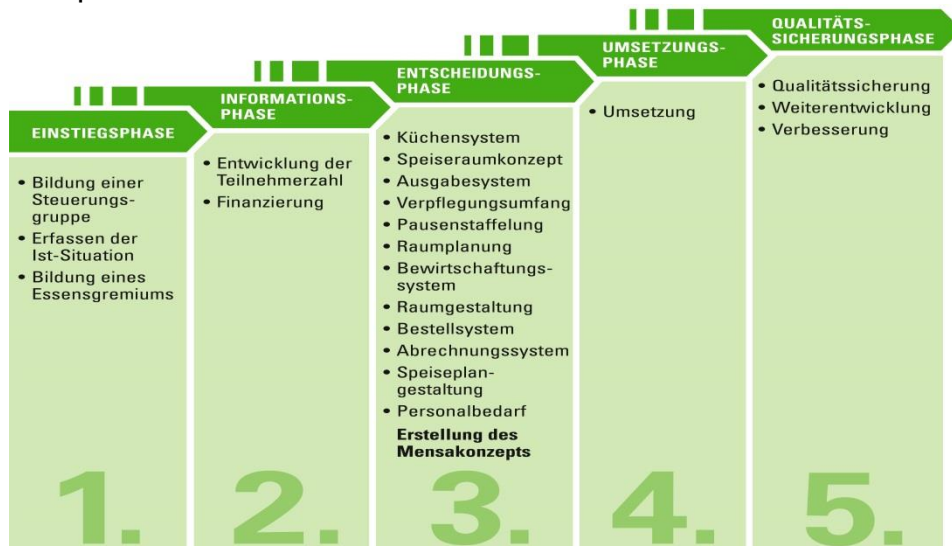 EINSTIEGSPHASE
• Bildung einer
Steuerungs-
gruppe
• Erfassen der
Ist-Situation
• Bildung eines
Essensgremiums
1.
INFORMATIONS-
PHASE
• Entwicklung der
Teilnehmerzahl
• Finanzierung
2.
ENTSCHEIDUNGS-
PHASE
• Küchensystem
• Speiseraumkonzept
• Ausgabesystem
• Verpflegungsumfang
• Pausenstaffelung
• Raumplanung
• Bewirtschaftungs-
system
• Raumgestaltung
• Bestellsystem
• Abrechnungssystem
• Speiseplan-
gestaltung
• Personalbedarf
Erstellung des
Mensakonzepts
3.
UMSETZUNGS-
PHASE
• Umsetzung
4.
QUALITÄTS-
SICHERUNGSPHASE
• Qualitätssicherung
• Weiterentwicklung
• Verbesserung
5.